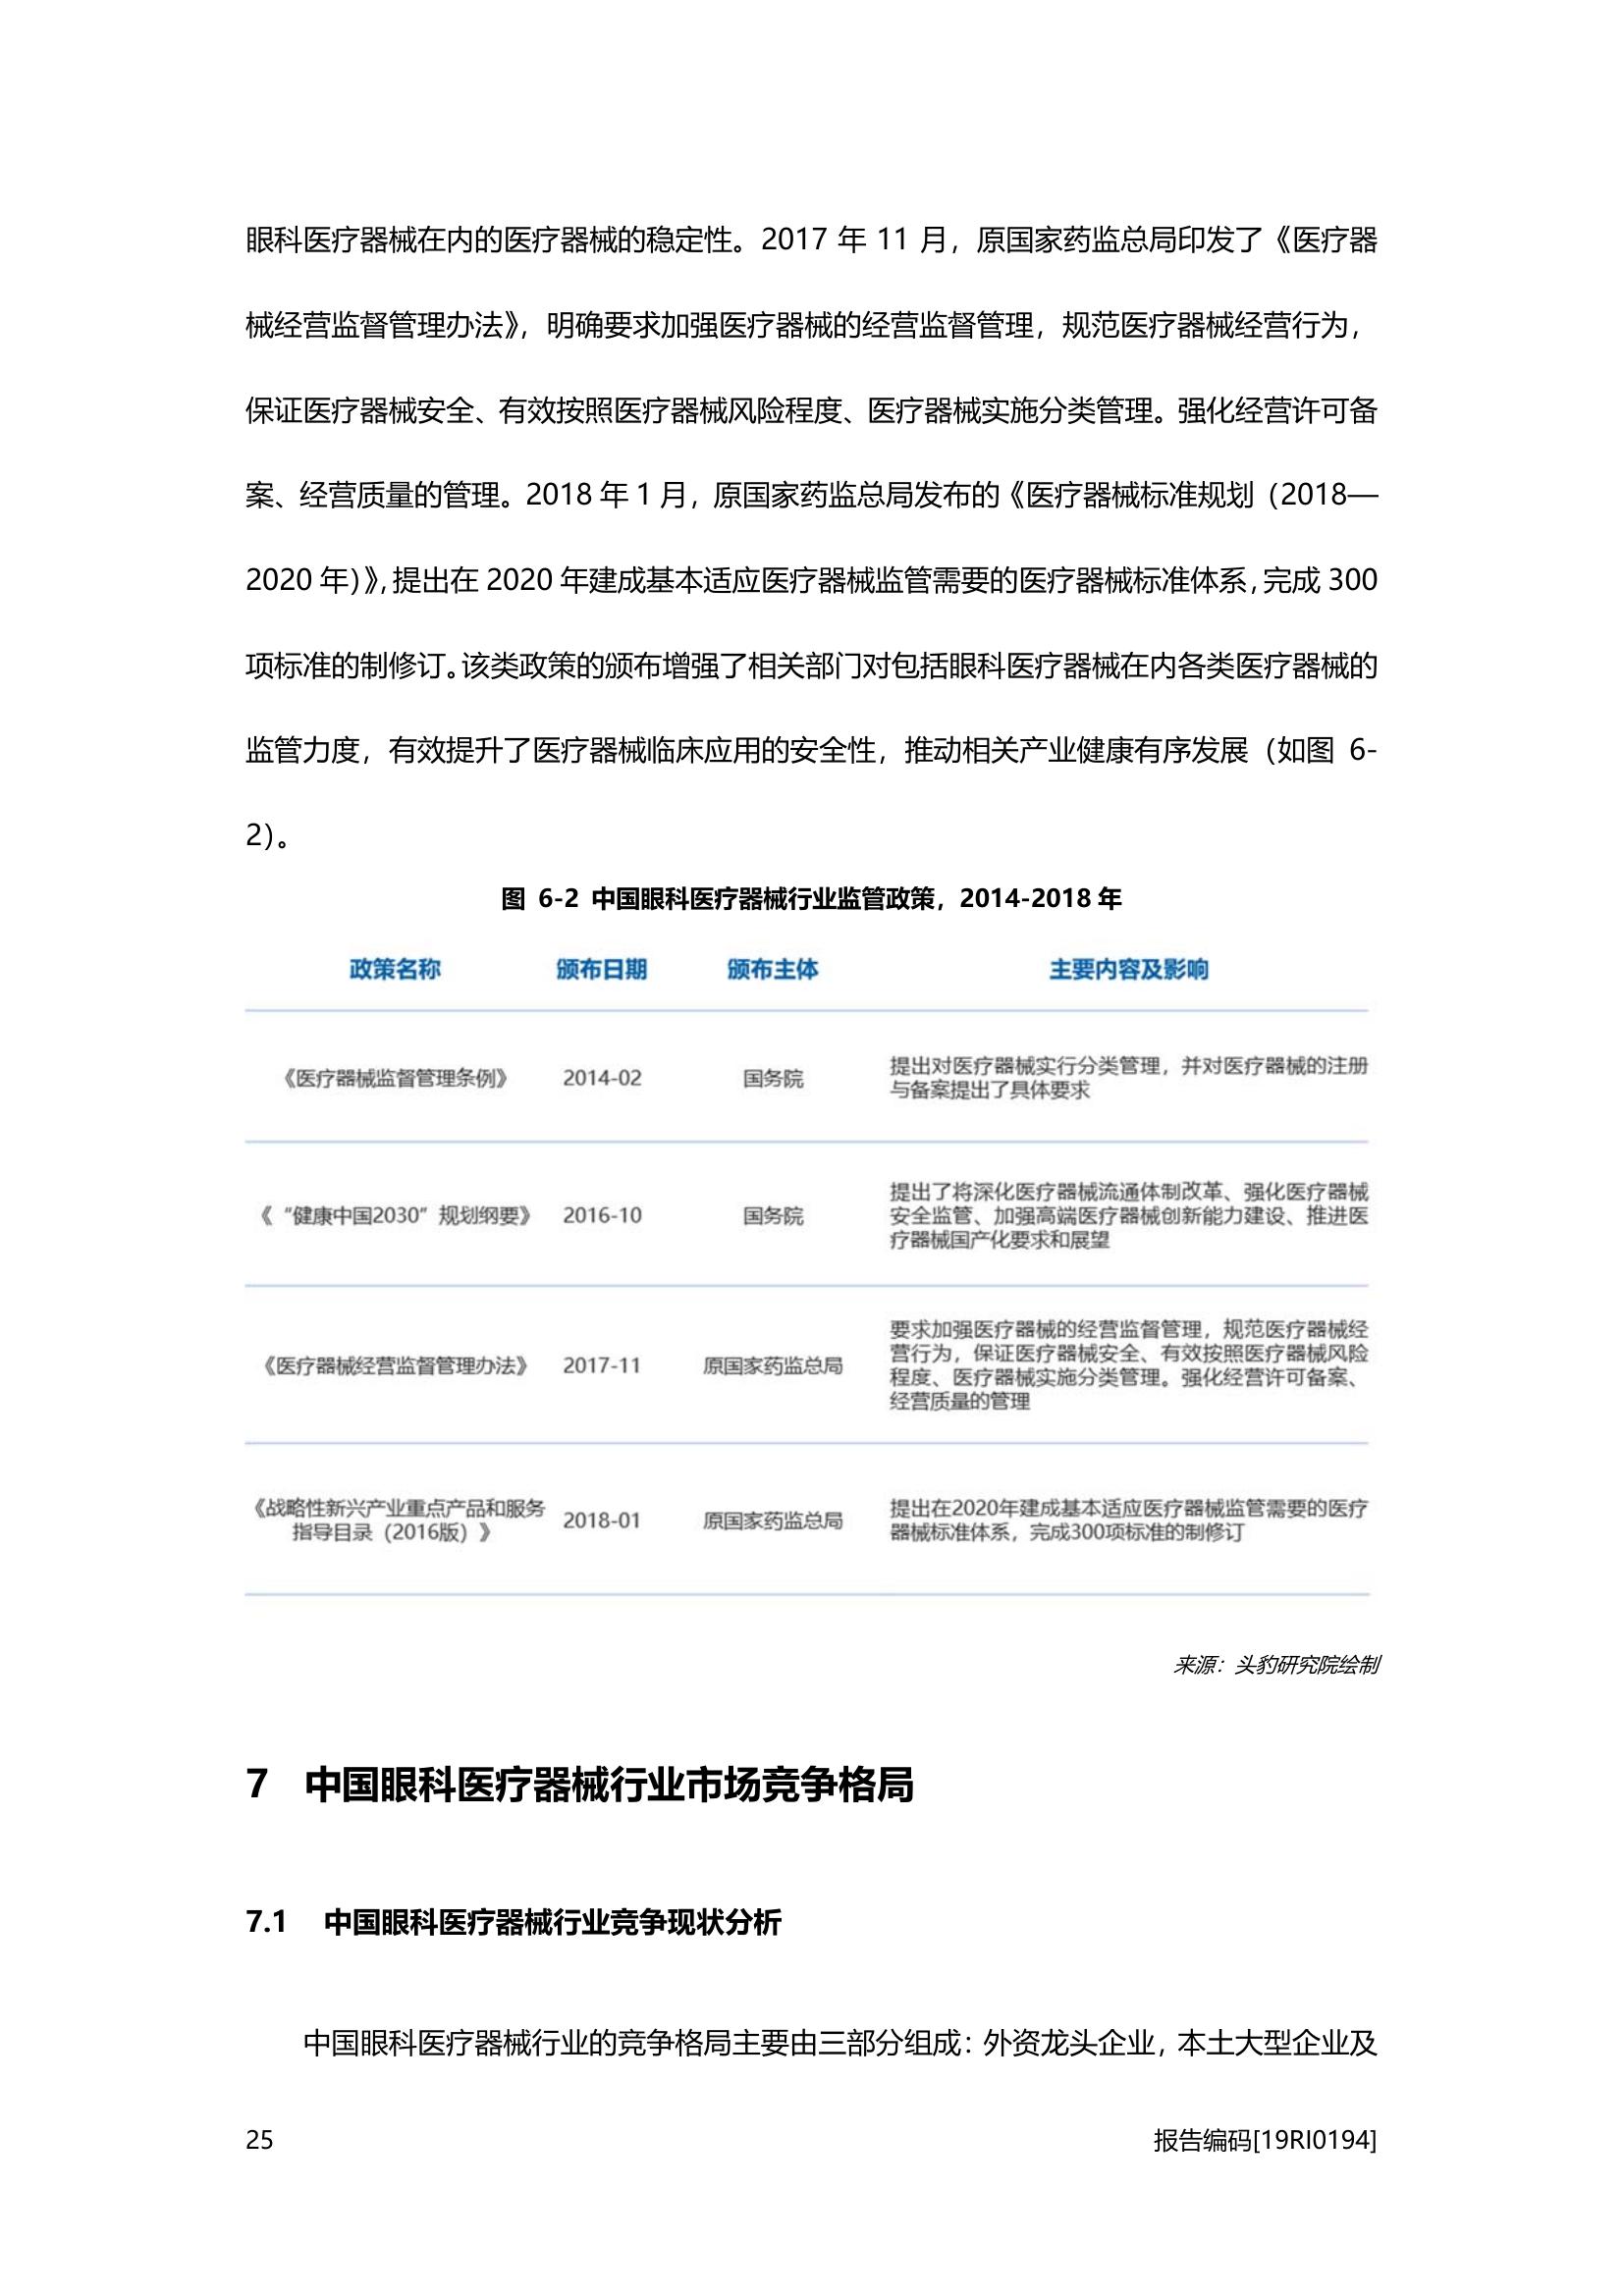 眼科医疗器械在内的医疗器械的稳定性。2017 年 11 月，原国家药监总局印发了《医疗器
械经营监督管理办法》，明确要求加强医疗器械的经营监督管理，规范医疗器械经营行为，
保证医疗器械安全、有效按照医疗器械风险程度、医疗器械实施分类管理。强化经营许可备
案、经营质量的管理。2018 年 1 月，原国家药监总局发布的《医疗器械标准规划（2018—
2020 年）》，提出在 2020 年建成基本适应医疗器械监管需要的医疗器械标准体系，完成 300
项标准的制修订。该类政策的颁布增强了相关部门对包括眼科医疗器械在内各类医疗器械的
监管力度，有效提升了医疗器械临床应用的安全性，推动相关产业健康有序发展（如图 6-
2）。
图 6-2 中国眼科医疗器械行业监管政策，2014-2018 年
政策名称 颁布日期 颁布主体 主要内容及影响
《医疗器械监督管理条例》 2014-02 国务院
提出对医疗器械实行分类管理，并对医疗器械的注册
与备案提出了具体要求
《“健康中国2030”规划纲要》 2016-10 国务院
提出了将深化医疗器械流通体制改革、强化医疗器械
安全监管、加强高端医疗器械创新能力建设、推进医
疗器械国产化要求和展望
《医疗器械经营监督管理办法》 2017-11 原国家药监总局
要求加强医疗器械的经营监督管理，规范医疗器械经
营行为，保证医疗器械安全、有效按照医疗器械风险
程度、医疗器械实施分类管理。强化经营许可备案、
经营质量的管理
《战略性新兴产业重点产品和服务
指导目录（2016版）》 2018-01 原国家药监总局
提出在2020年建成基本适应医疗器械监管需要的医疗
器械标准体系，完成300项标准的制修订
来源：头豹研究院绘制
7 中国眼科医疗器械行业市场竞争格局
7.1 中国眼科医疗器械行业竞争现状分析
中国眼科医疗器械行业的竞争格局主要由三部分组成：外资龙头企业，本土大型企业及
25 报告编码[19RI0194]